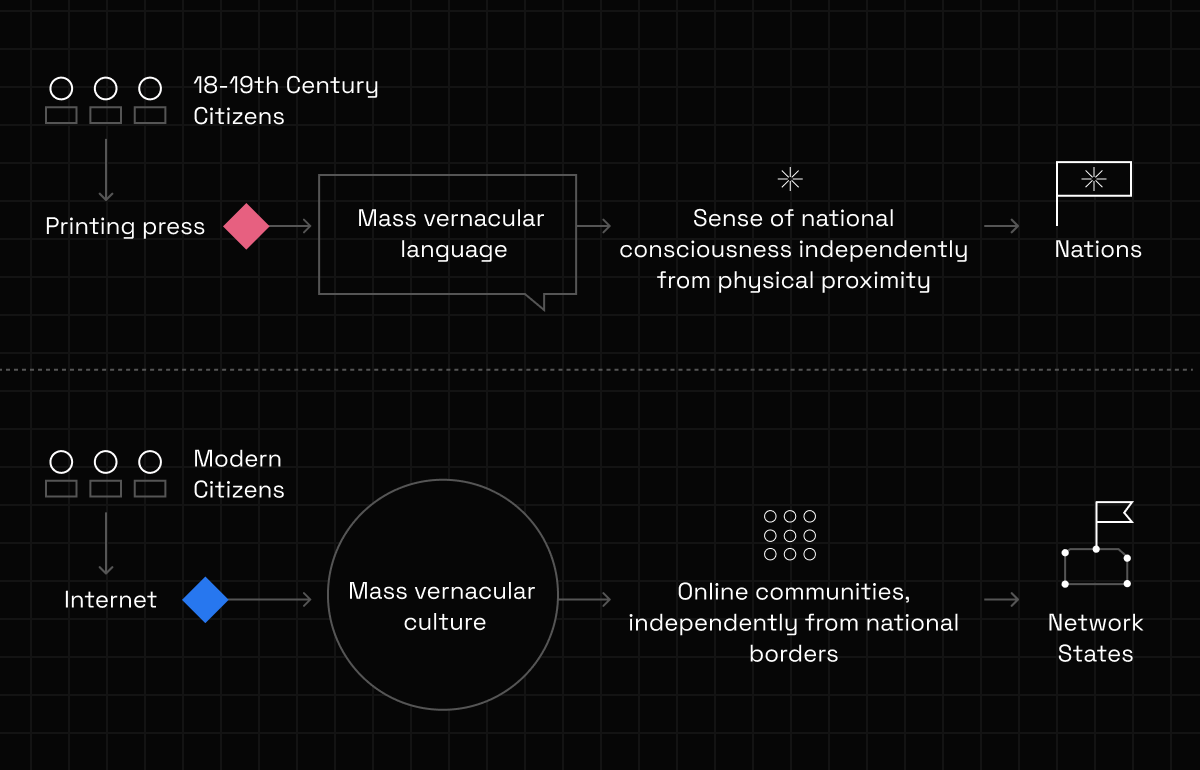 18-19th Century
Citizens
Printing press
Mass vernacular
language
Sense of national
consciousness independently
from physical proximity
Nations
Modern
Citizens
Internet
Mass vernacular
culture
Online communities,
independently from national
borders
Network
States